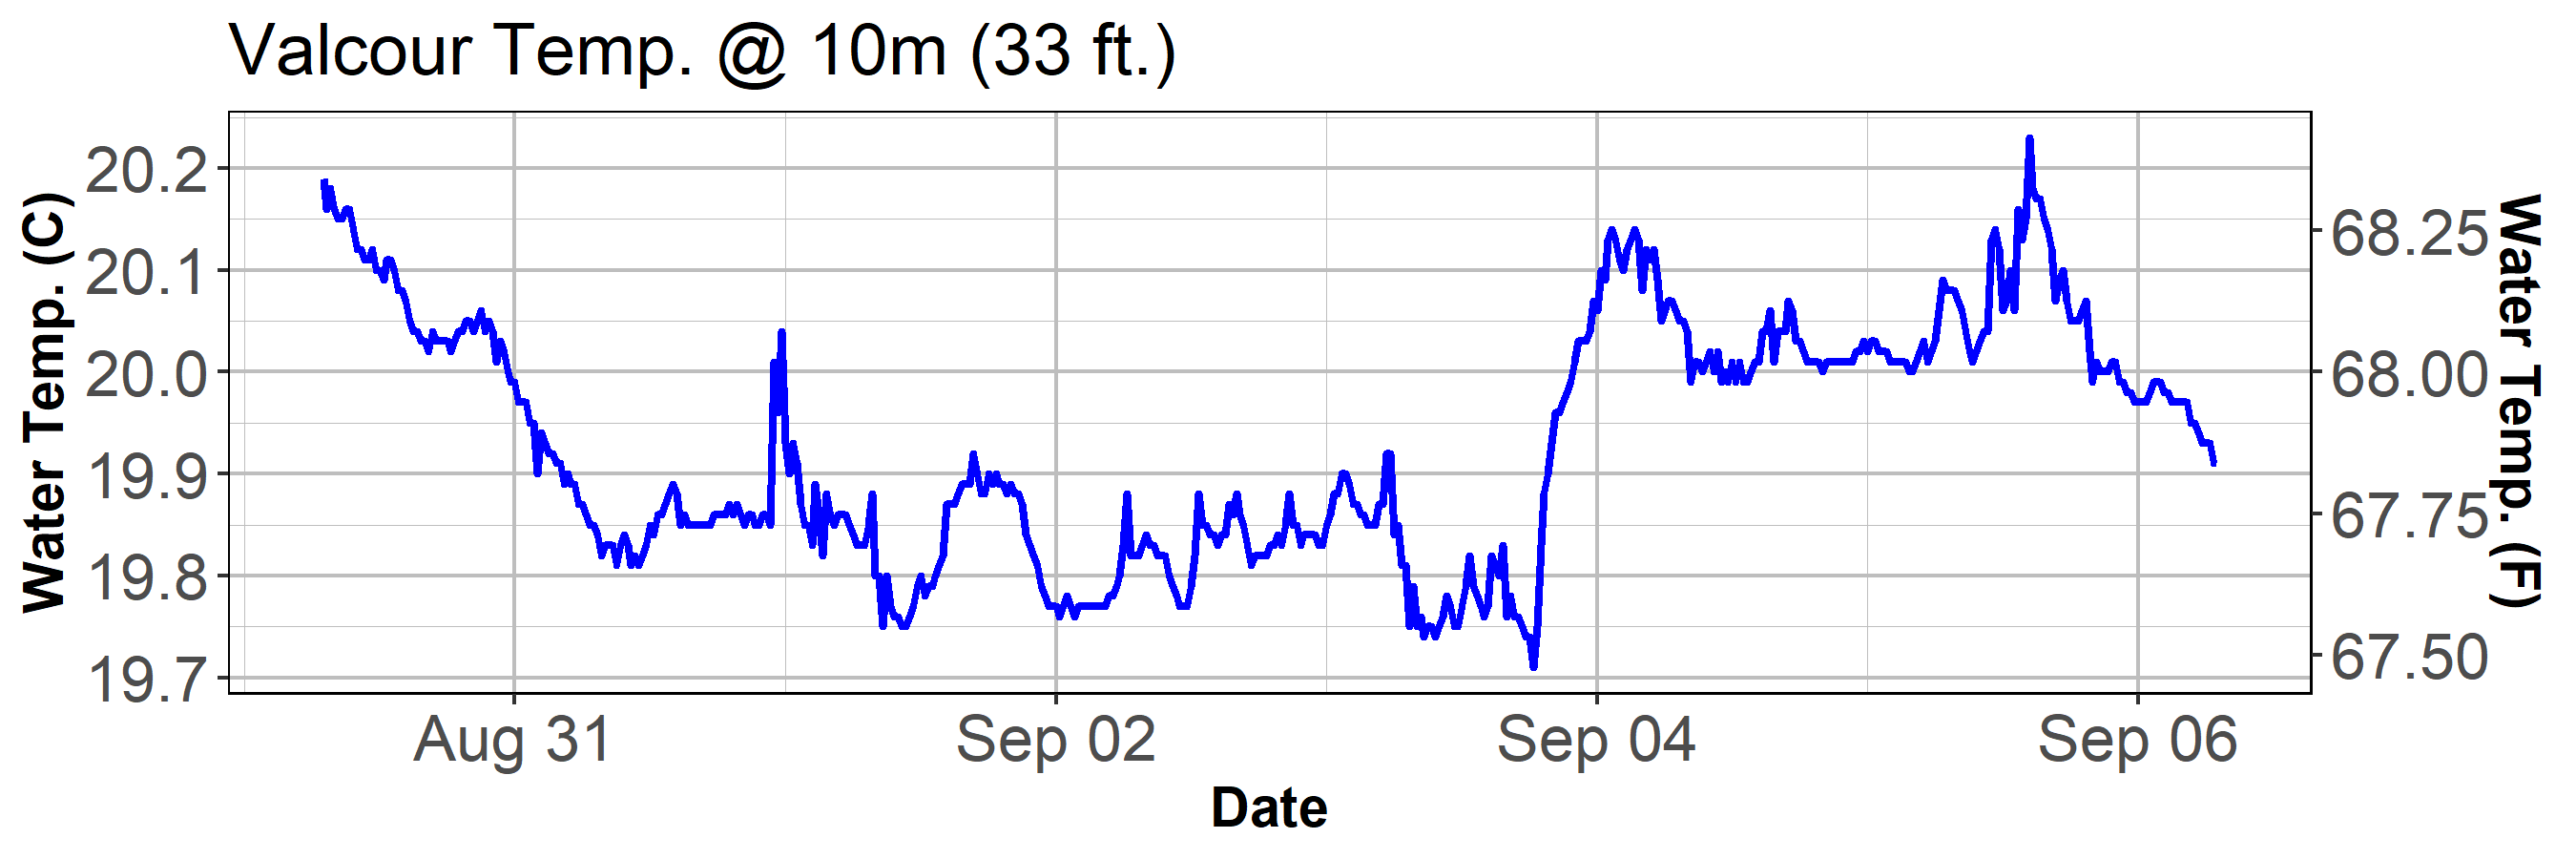 Valcour Temp. @ 10m (33 ft.)
Water Temp. (C)
20.2
20.1
20.0
19.9
19.8
19.7
68.25
68.00
67.75
67.50
Water Temp. (F)
Aug 31
Sep 02
Sep 04
Sep 06
Date